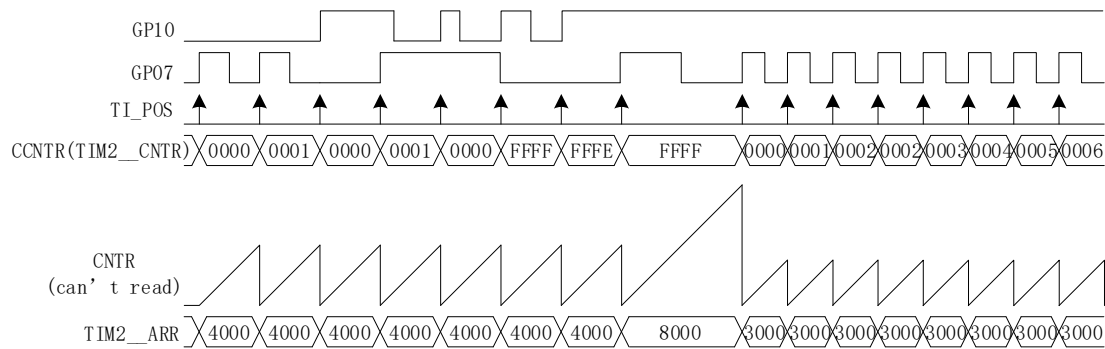 GP10
GP07
TI_POS
CCNTR(TIM2__CNTR) 0000 0001 0000 0001 0000 FFFF FFFE FFFF 0000 0001 0002 0002 0003 0004 0005 0006
CNTR
(can't read)
TIM2__ARR 4000 4000 4000 4000 4000 4000 4000 8000 3000 3000 3000 3000 3000 3000 3000 3000